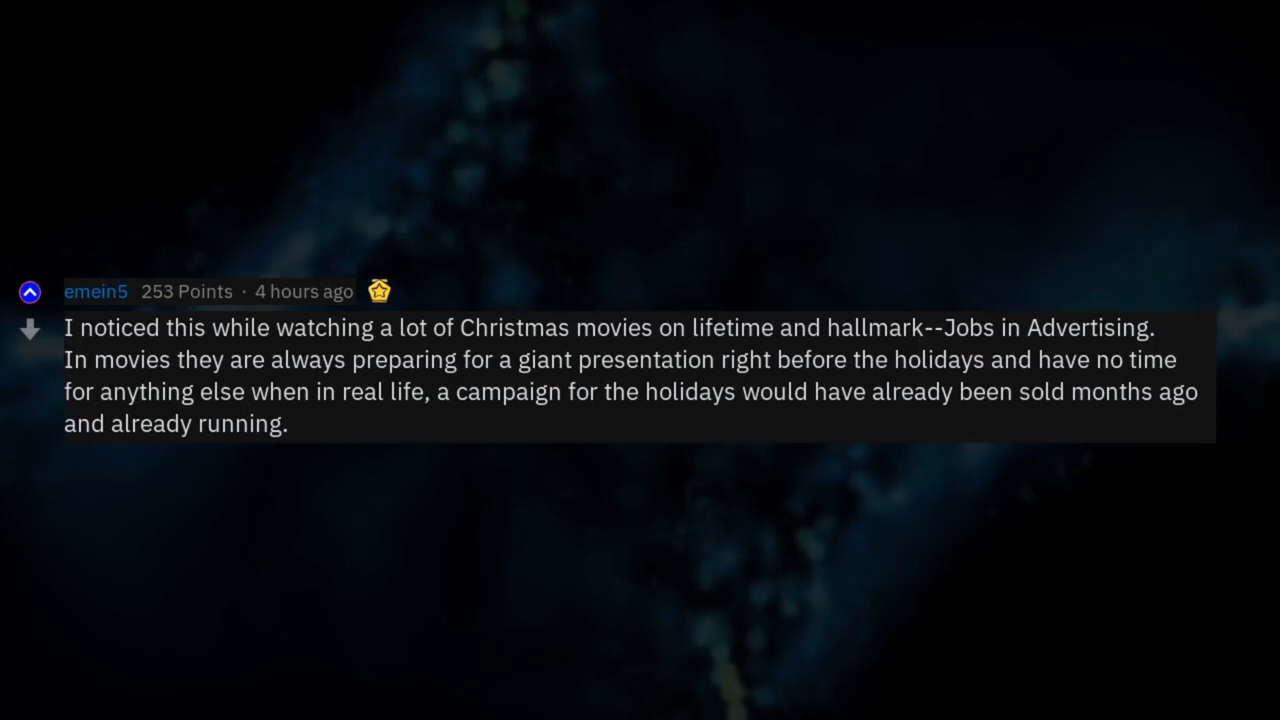 emein5 253 Points · 4 hours ago
I noticed this while watching a lot of Christmas movies on lifetime and hallmark--Jobs in Advertising.
In movies they are always preparing for a giant presentation right before the holidays and have no time
for anything else when in real life, a campaign for the holidays would have already been sold months ago
and already running.